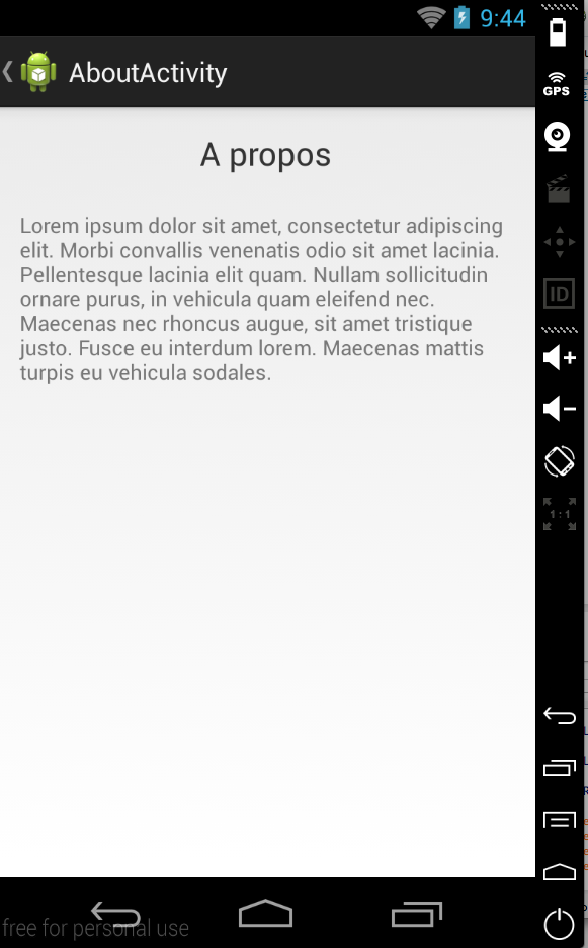 9:44
AboutActivity
A propos
Lorem ipsum dolor sit amet, consectetur adipiscing
elit. Morbi convallis venenatis odio sit amet lacinia.
Pellentesque lacinia elit quam. Nullam sollicitudin
ornare purus, in vehicula quam eleifend nec.
Maecenas nec rhoncus augue, sit amet tristique
justo. Fusce eu interdum lorem. Maecenas mattis
turpis eu vehicula sodales.
free for personal use
GPS
ID
1:1